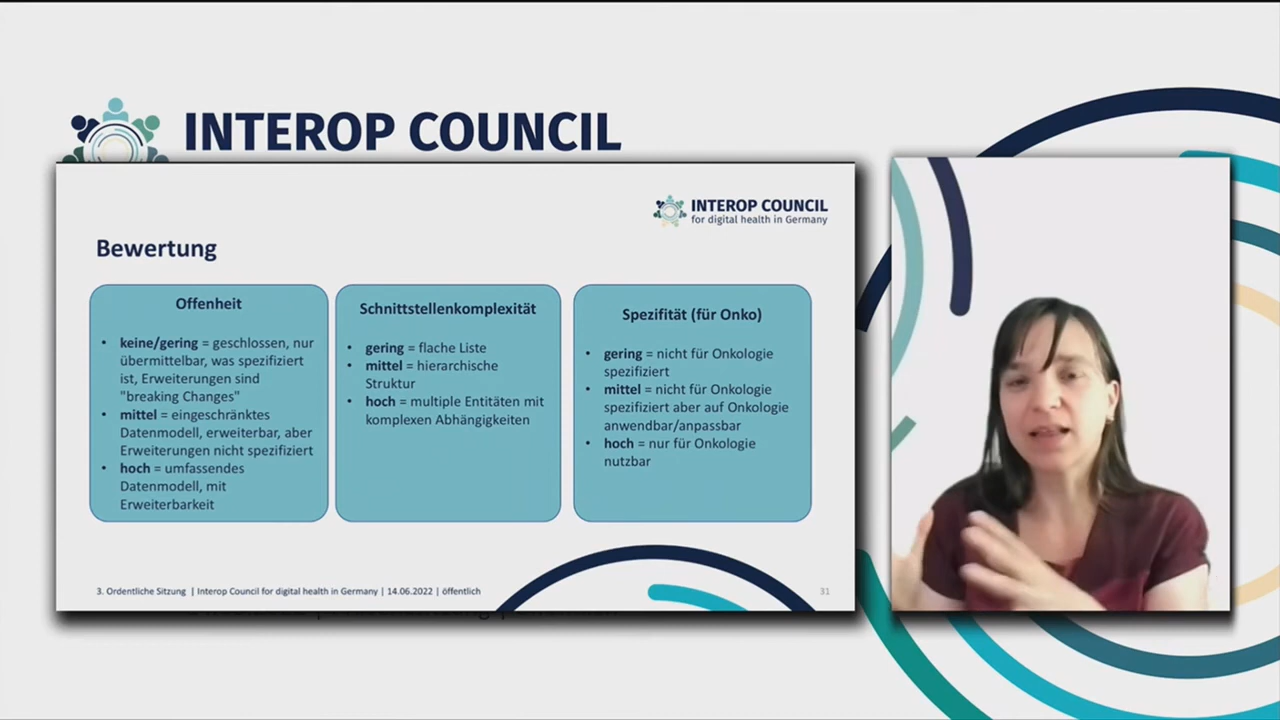 INTEROP COUNCIL
INTEROP COUNCIL
for digital health in Germany
Bewertung
Offenheit
• keine/gering = geschlossen, nur
übermittelbar, was spezifiziert
ist, Erweiterungen sind
"breaking Changes"
• mittel = eingeschränktes
Datenmodell, erweiterbar, aber
Erweiterungen nicht spezifiziert
• hoch = umfassendes
Datenmodell, mit
Erweiterbarkeit
Schnittstellenkomplexität
• gering = flache Liste
• mittel = hierarchische
Struktur
• hoch = multiple Entitäten mit
komplexen Abhängigkeiten
Spezifität (für Onko)
• gering = nicht für Onkologie
spezifiziert
• mittel = nicht für Onkologie
spezifiziert aber auf Onkologie
anwendbar/anpassbar
• hoch = nur für Onkologie
nutzbar
3. Ordentliche Sitzung | Interop Council for digital health in Germany | 14.06.2022 | öffentlich
31